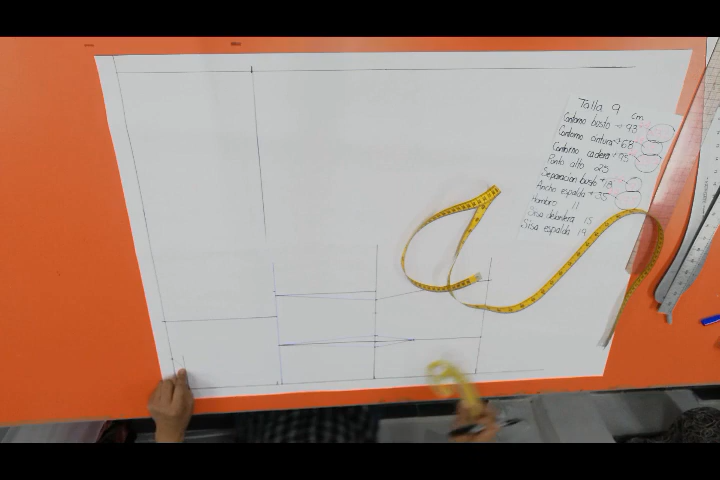 Talla 9 cm
Contorno busto → 98
Contorno cintura → 68
Contorno cadera → 95
Punto alto 25
Separacion busto → 18
Ancho espalda → 35
Hombro 11
Sisa delantera 15
Sisa espalda 19